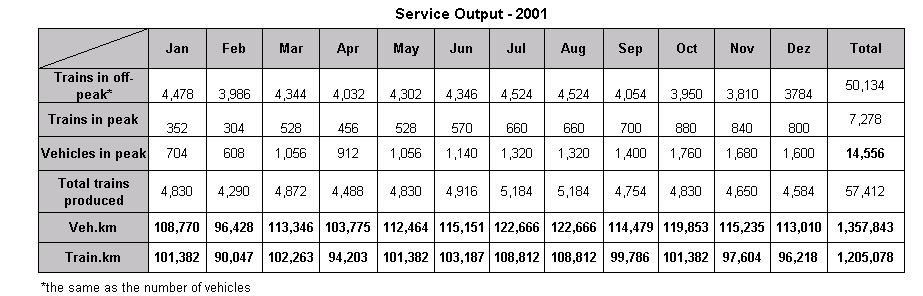 Service Output - 2001
Jan Feb Mar Apr May Jun Jul Aug Sep Oct Nov Dez Total
Trains in off-
peak* 4,478 3,986 4,344 4,032 4,302 4,346 4,524 4,524 4,054 3,950 3,810 3784 50,134
Trains in peak 352 304 528 456 528 570 660 660 700 880 840 800 7,278
Vehicles in peak 704 608 1,056 912 1,056 1,140 1,320 1,320 1,400 1,760 1,680 1,600 14,556
Total trains
produced 4,830 4,290 4,872 4,488 4,830 4,916 5,184 5,184 4,754 4,830 4,650 4,584 57,412
Veh.km 108,770 96,428 113,346 103,775 112,464 115,151 122,666 122,666 114,479 119,853 115,235 113,010 1,357,843
Train.km 101,382 90,047 102,263 94,203 101,382 103,187 108,812 108,812 99,786 101,382 97,604 96,218 1,205,078
*the same as the number of vehicles